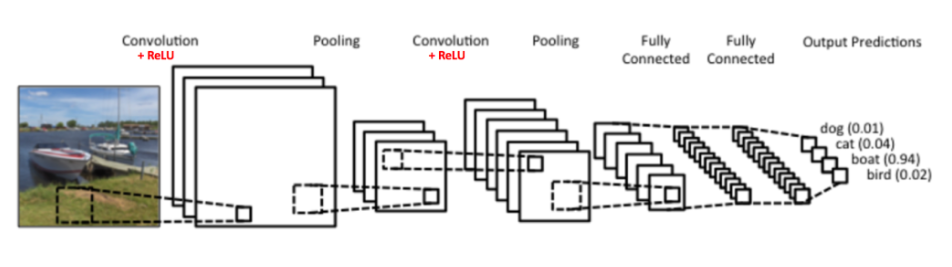 Convolution
+ ReLU
Pooling
Convolution
+ ReLU
Pooling
Fully
Connected
Fully
Connected
Output Predictions
dog (0.01)
cat (0.04)
boat (0.94)
bird (0.02)